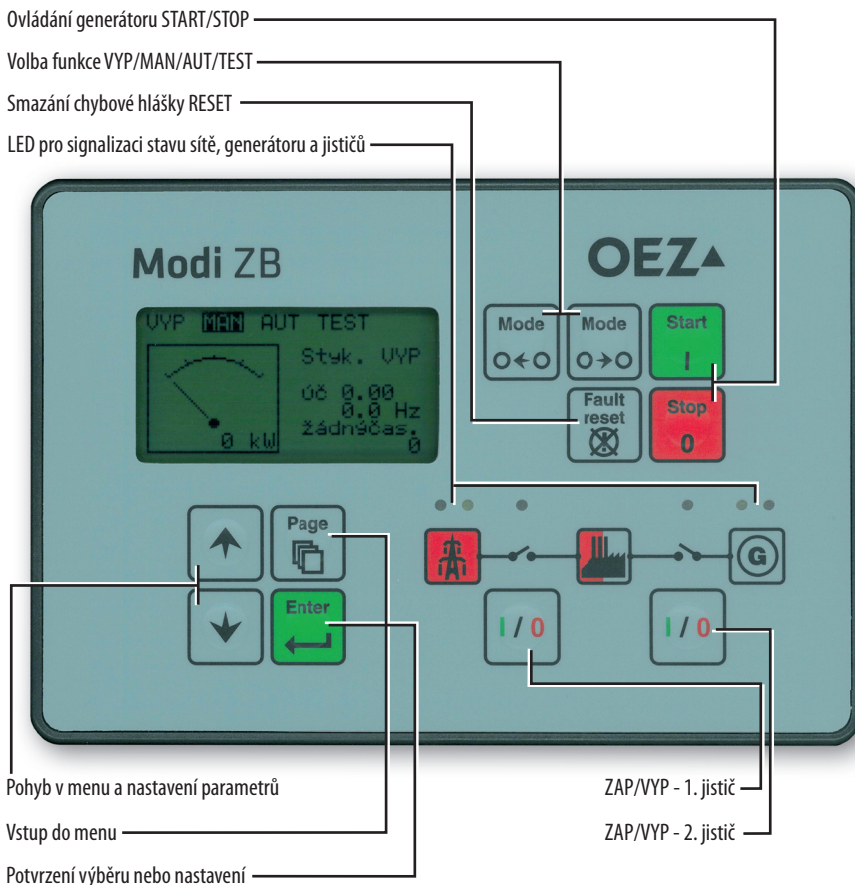 Ovládání generátoru START/STOP
Volba funkce VYP/MAN/AUT/TEST
Smazání chybové hlášky RESET
LED pro signalizaci stavu sítě, generátoru a jističů
Modi ZB
OEZ
VYP MAN AUT TEST
Styk. VYP
úč 0.00
0.0 Hz
žádnýčas.
0 kW
0
Mode
Mode
Start
I
Fault
reset
Stop
0
Page
Enter
G
I / 0
I / 0
Pohyb v menu a nastavení parametrů
ZAP/VYP - 1. jistič
Vstup do menu
ZAP/VYP - 2. jistič
Potvrzení výběru nebo nastavení